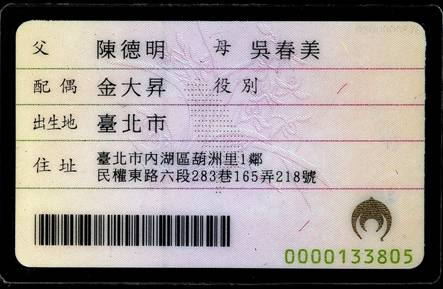 父 陳德明 母 吳春美
配偶 金大昇 役別
出生地 臺北市
住址 臺北市內湖區葫洲里1鄰
民權東路六段283巷165弄218號
0000133805